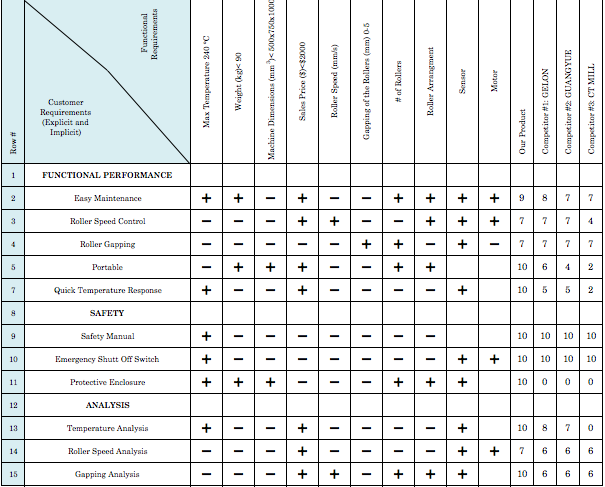 Functional
Requirements
Customer
Requirements
(Explicit and
Implicit)
Row #
Max Temperature 240 °C
Weight (kg)< 90
Machine Dimensions (mm³)< 500x750x1000
Sales Price ($)<$2000
Roller Speed (mm/s)
Gapping of the Rollers (mm) 0-5
# of Rollers
Roller Arrangment
Sensor
Motor
Our Product
Competitor #1: GELON
Competitor #2: GUANGYUE
Competitor #3: CT MILL
1 FUNCTIONAL PERFORMANCE
2 Easy Maintenance + + − + − − + + + + 9 8 7 7
3 Roller Speed Control − − − + + − − + + + 7 7 7 4
4 Roller Gapping − − − − − + + − + − 7 7 7 7
5 Portable − + + + − − + + 10 6 4 2
7 Quick Temperature Response + − − + − − − − + 10 5 5 2
8 SAFETY
9 Safety Manual + − − − − − − − 10 10 10 10
10 Emergency Shutt Off Switch + − − − − − − − + + 10 10 10 10
11 Protective Enclosure + + + − − − + + + 10 0 0 0
12 ANALYSIS
13 Temperature Analysis + − − + − − − − + 10 8 7 0
14 Roller Speed Analysis − − − + − − − − + + 7 6 6 6
15 Gapping Analysis − − − + + − + + + 10 6 6 6